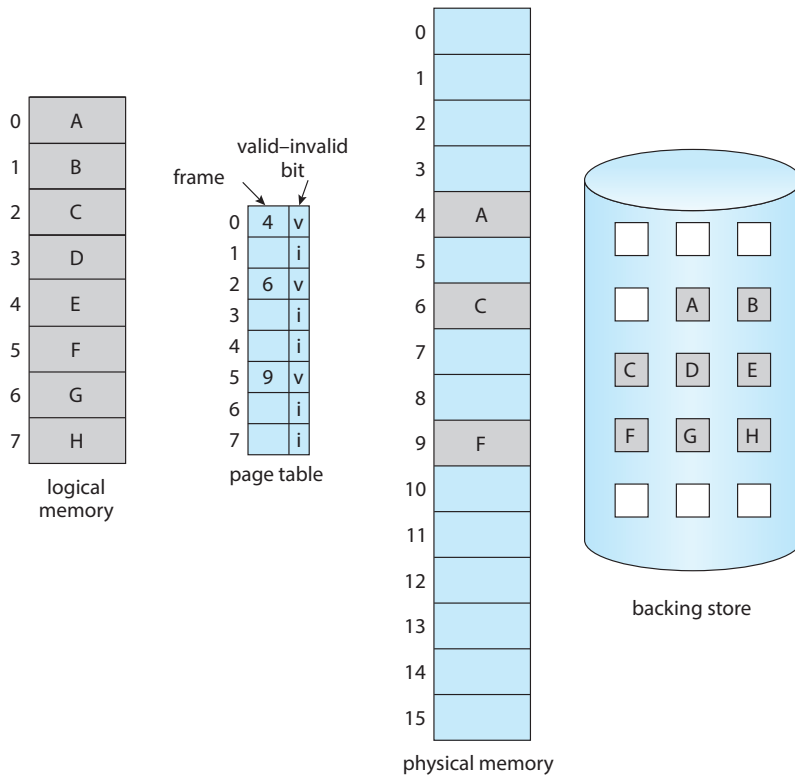 0 A
1 B
2 C
3 D
4 E
5 F
6 G
7 H
logical
memory
valid–invalid
bit
frame
0 4 v
1 i
2 6 v
3 i
4 i
5 9 v
6 i
7 i
page table
0
1
2
3
4 A
5
6 C
7
8
9 F
10
11
12
13
14
15
physical memory
A B
C D E
F G H
backing store